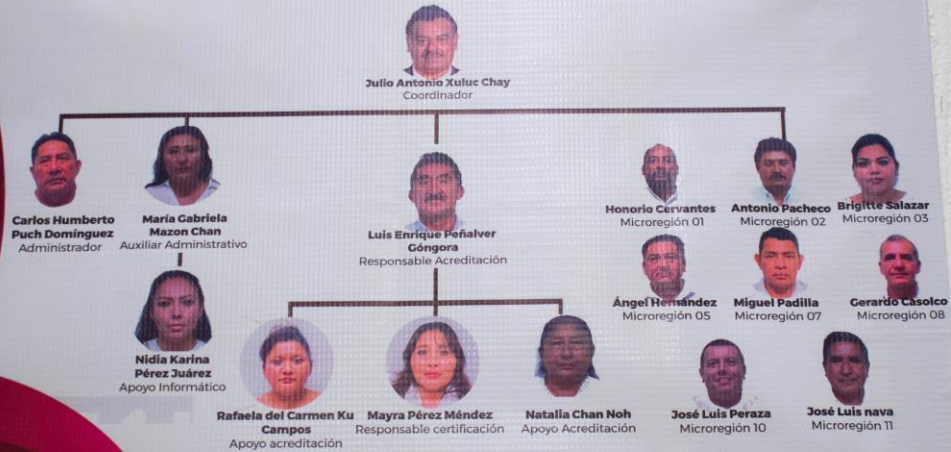 Julio Antonio Xuluc Chay
Coordinador
Carlos Humberto
Puch Domínguez
Administrador
María Gabriela
Mazon Chan
Auxiliar Administrativo
Luis Enrique Peñalver
Góngora
Responsable Acreditación
Honorio Cervantes
Microregión 01
Antonio Pacheco
Microregión 02
Brigitte Salazar
Microregión 03
Ángel Hernández
Microregión 05
Miguel Padilla
Microregión 07
Gerardo Casolco
Microregión 08
Nidia Karina
Pérez Juárez
Apoyo Informático
Rafaela del Carmen Ku
Campos
Apoyo acreditación
Mayra Pérez Méndez
Responsable certificación
Natalia Chan Noh
Apoyo Acreditación
José Luis Peraza
Microregión 10
José Luis nava
Microregión 11